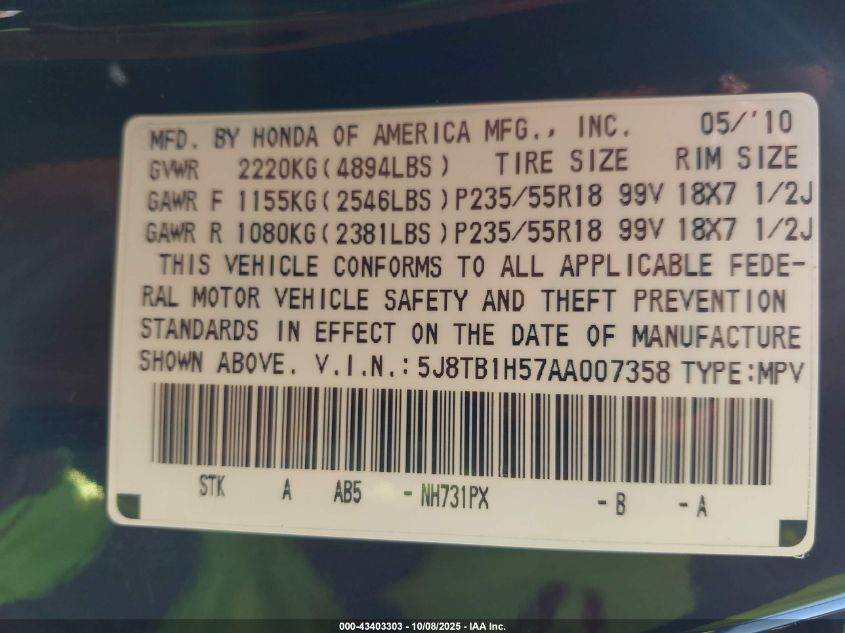 MFD. BY HONDA OF AMERICA MFG., INC. 05/'10
GVWR 2220KG(4894LBS) TIRE SIZE RIM SIZE
GAWR F 1155KG(2546LBS)P235/55R18 99V 18X7 1/2J
GAWR R 1080KG(2381LBS)P235/55R18 99V 18X7 1/2J
THIS VEHICLE CONFORMS TO ALL APPLICABLE FEDE-
RAL MOTOR VEHICLE SAFETY AND THEFT PREVENTION
STANDARDS IN EFFECT ON THE DATE OF MANUFACTURE
SHOWN ABOVE. V.I.N.:5J8TB1H57AA007358 TYPE:MPV
STK A AB5 -NH731PX -B -A
000-43403303 - 10/08/2025 - IAA Inc.